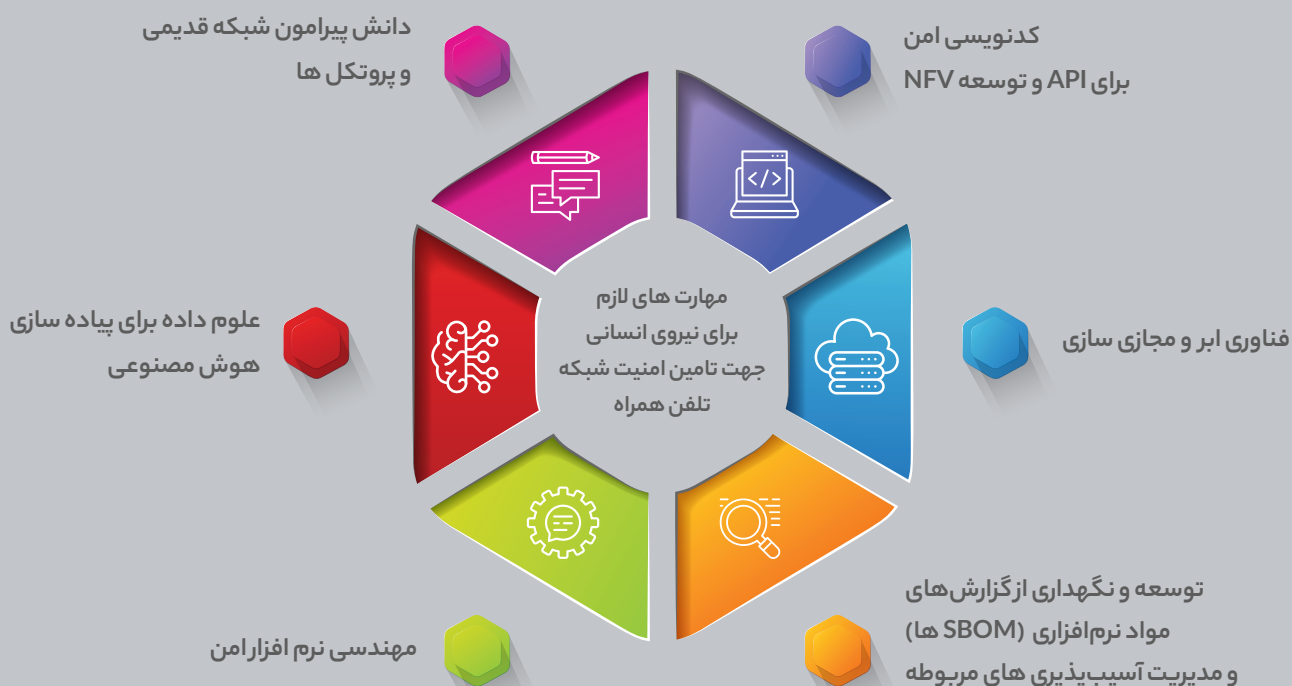 کدنویسی امن
برای API و توسعه NFV
دانش پیرامون شبکه قدیمی
و پروتکل ها
مهارت های لازم
برای نیروی انسانی
جهت تامین امنیت شبکه
تلفن همراه
فناوری ابر و مجازی سازی
علوم داده برای پیاده سازی
هوش مصنوعی
توسعه و نگهداری از گزارش‌های
مواد نرم‌افزاری (SBOM ها)
و مدیریت آسیب‌پذیری های مربوطه
مهندسی نرم افزار امن